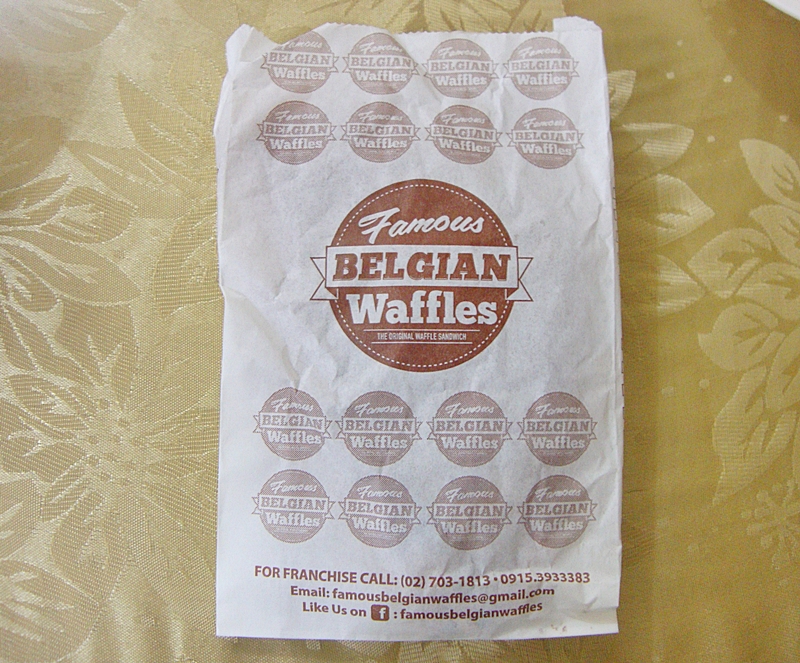 Famous Famous Famous Famous
BELGIAN BELGIAN BELGIAN BELGIAN
Waffles Waffles Waffles Waffles
Famous Famous Famous Famous
BELGIAN BELGIAN BELGIAN BELGIAN
Waffles Waffles Waffles Waffles
Famous
BELGIAN
Waffles
THE ORIGINAL WAFFLE SANDWICH
Famous Famous Famous Famous
BELGIAN BELGIAN BELGIAN BELGIAN
Waffles Waffles Waffles Waffles
Famous Famous Famous Famous
BELGIAN BELGIAN BELGIAN BELGIAN
Waffles Waffles Waffles Waffles
FOR FRANCHISE CALL: (02) 703-1813 • 0915.3933383
Email: famousbelgianwaffles@gmail.com
Like Us on f : famousbelgianwaffles